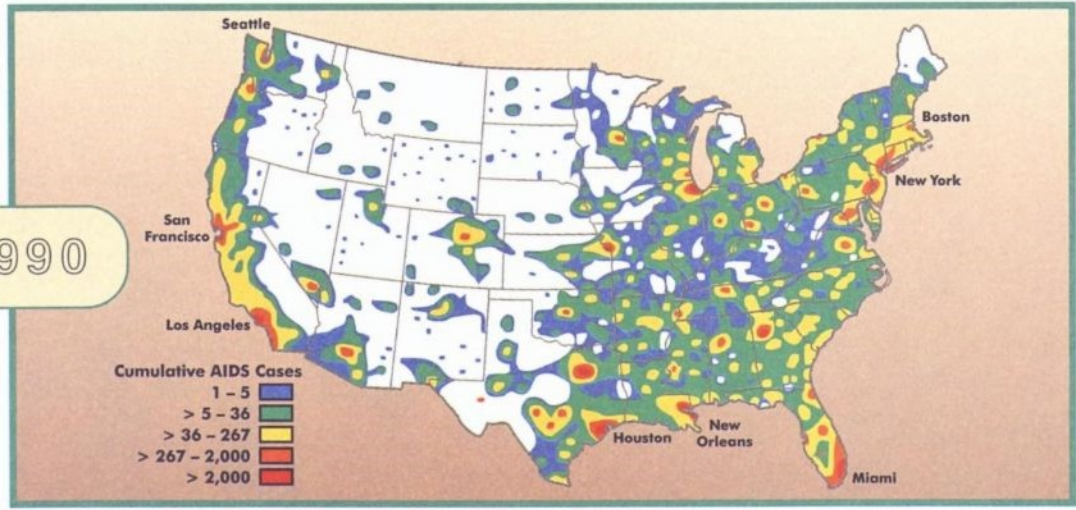 Seattle
Boston
New York
San
Francisco
990
Los Angeles
Cumulative AIDS Cases
1 – 5
> 5 – 36
> 36 – 267
> 267 – 2,000
> 2,000
Houston
New
Orleans
Miami